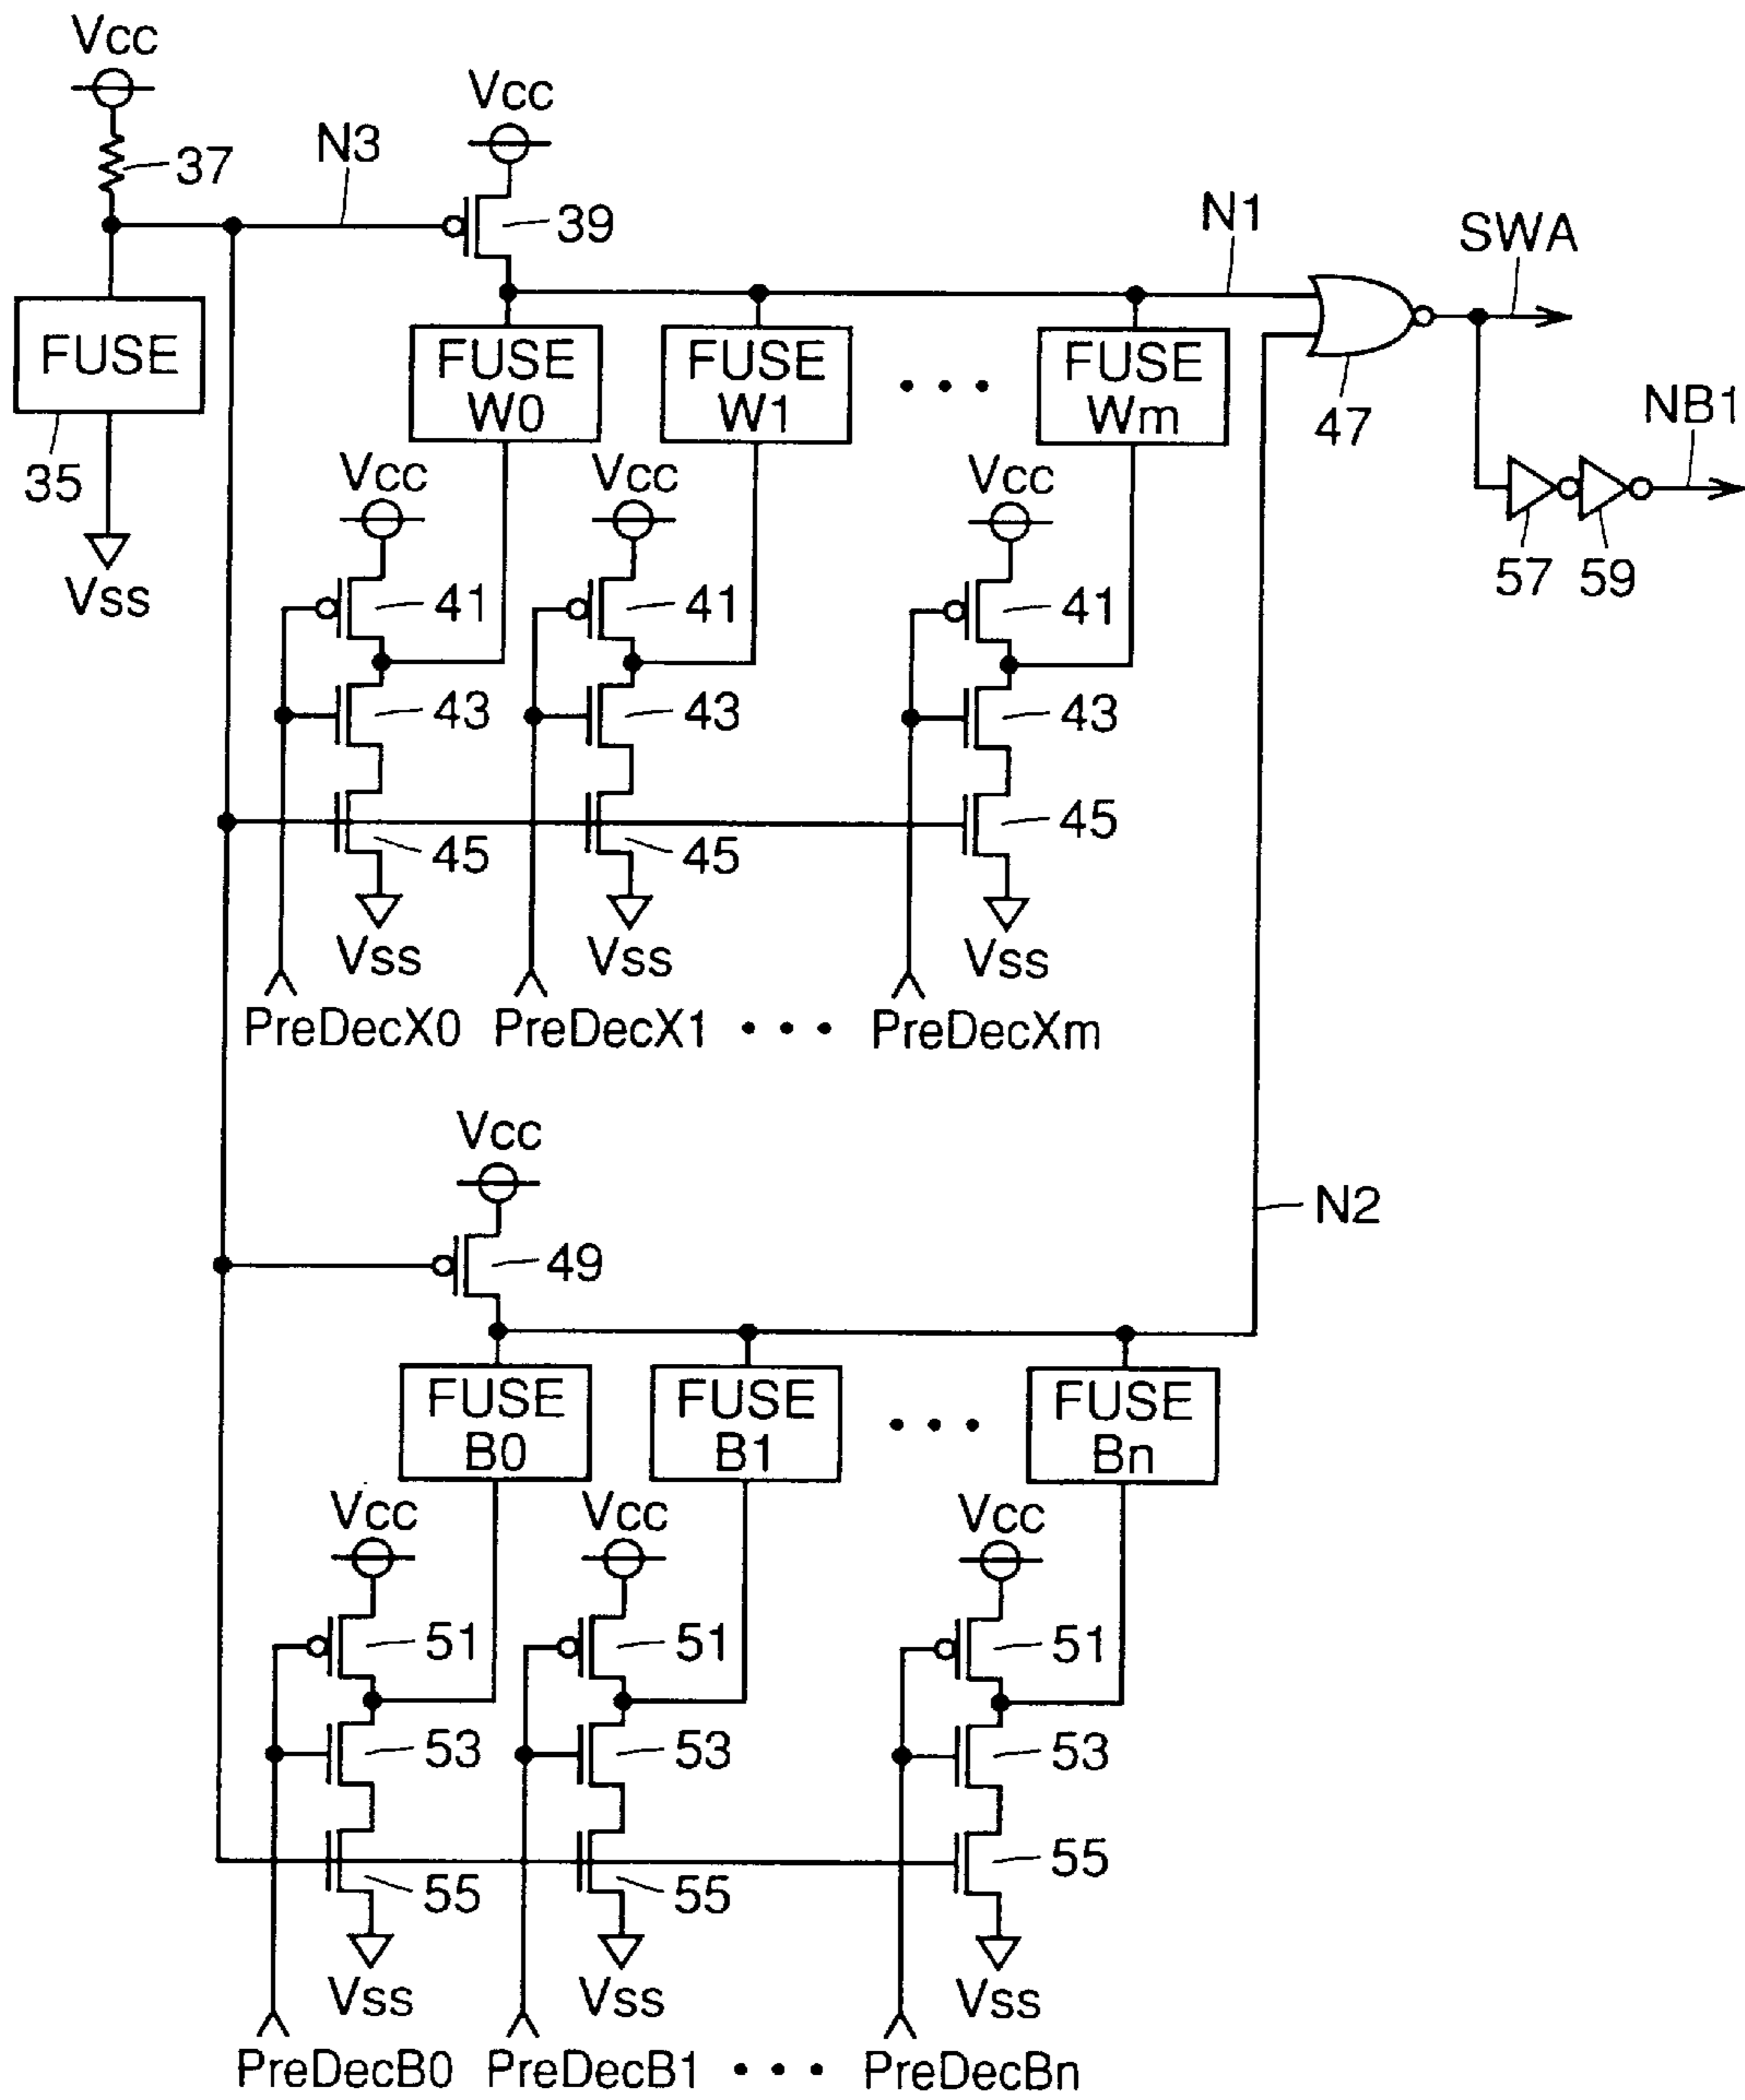 Vcc
Vcc
37
N3
39
N1
SWA
FUSE
FUSE
W0
FUSE
W1
• • •
FUSE
Wm
47
NB1
35
Vcc
Vcc
Vcc
57
59
Vss
41
41
41
43
43
43
45
45
45
Vss
Vss
Vss
PreDecX0
PreDecX1
• • •
PreDecXm
Vcc
N2
49
FUSE
B0
FUSE
B1
• • •
FUSE
Bn
Vcc
Vcc
Vcc
51
51
51
53
53
53
55
55
55
Vss
Vss
Vss
PreDecB0
PreDecB1
• • •
PreDecBn